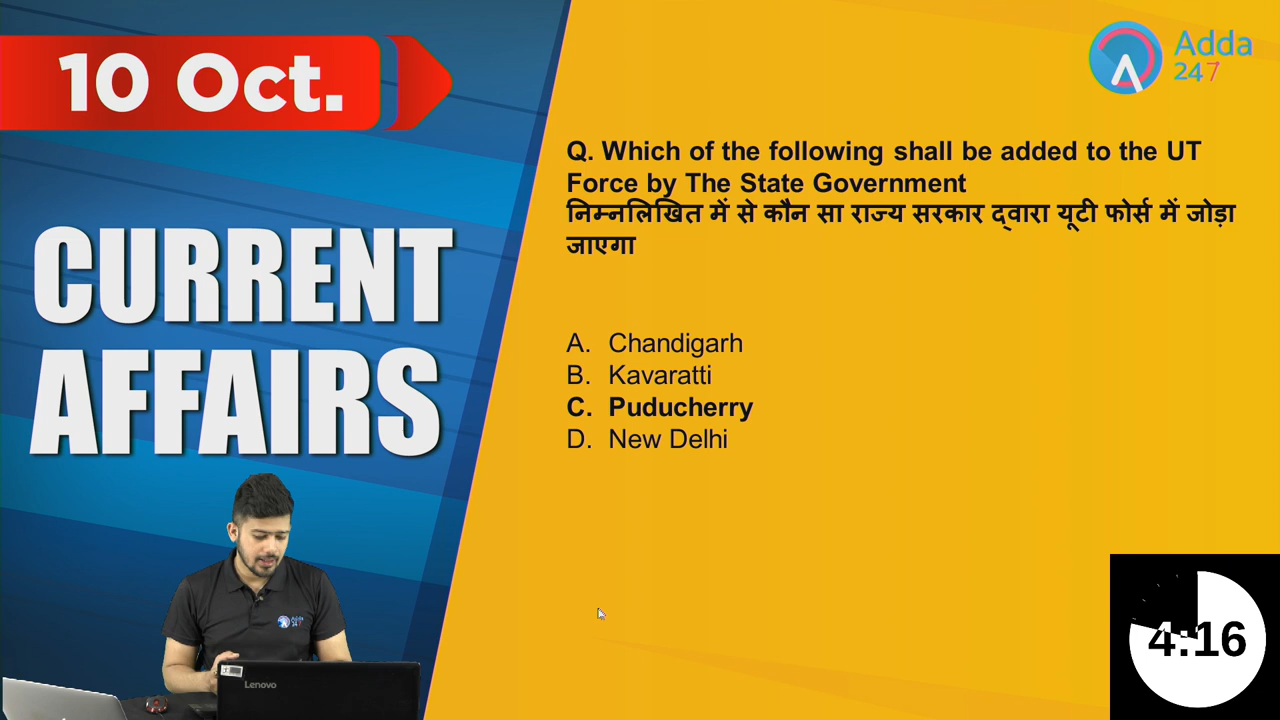 10 Oct.
CURRENT
AFFAIRS
Adda
247
Q. Which of the following shall be added to the UT
Force by The State Government
निम्नलिखित में से कौन सा राज्य सरकार द्वारा यूटी फोर्स में जोड़ा
जाएगा
A. Chandigarh
B. Kavaratti
C. Puducherry
D. New Delhi
Lenovo
4:16